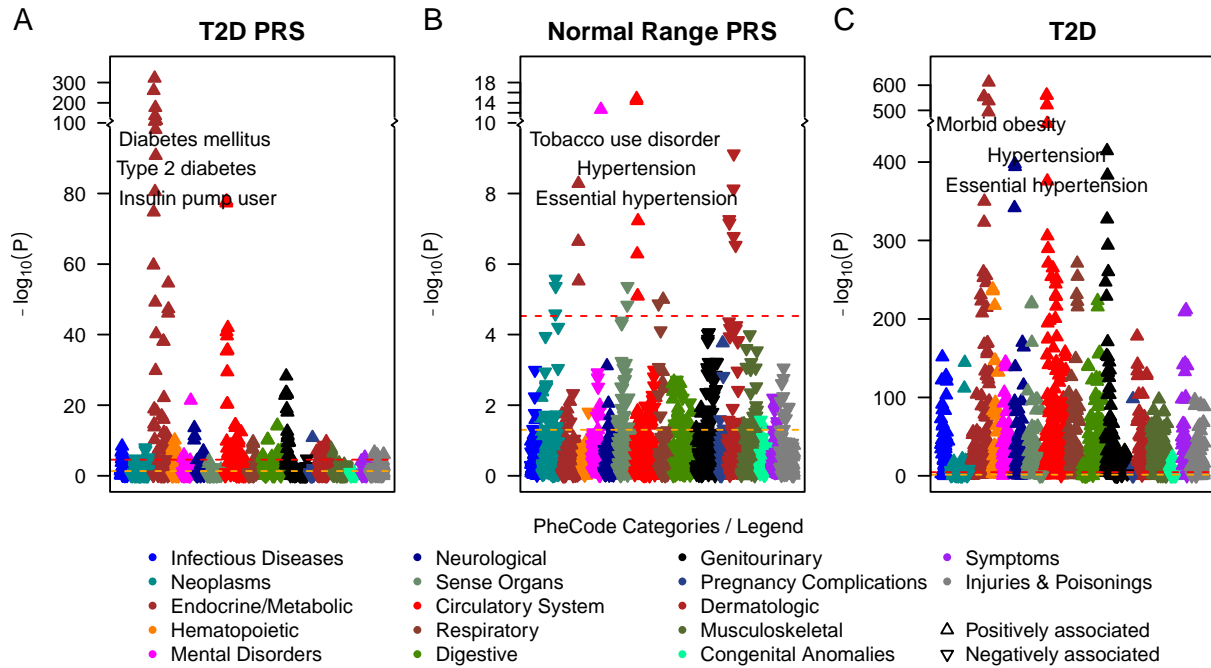 A
T2D PRS
B
Normal Range PRS
C
T2D
300
200
100
80
60
40
20
0
- log10(P)
Diabetes mellitus
Type 2 diabetes
Insulin pump user
18
14
10
8
6
4
2
0
- log10(P)
Tobacco use disorder
Hypertension
Essential hypertension
600
500
400
300
200
100
0
- log10(P)
Morbid obesity
Hypertension
Essential hypertension
PheCode Categories / Legend
Infectious Diseases
Neoplasms
Endocrine/Metabolic
Hematopoietic
Mental Disorders
Neurological
Sense Organs
Circulatory System
Respiratory
Digestive
Genitourinary
Pregnancy Complications
Dermatologic
Musculoskeletal
Congenital Anomalies
Symptoms
Injuries & Poisonings
Positively associated
Negatively associated